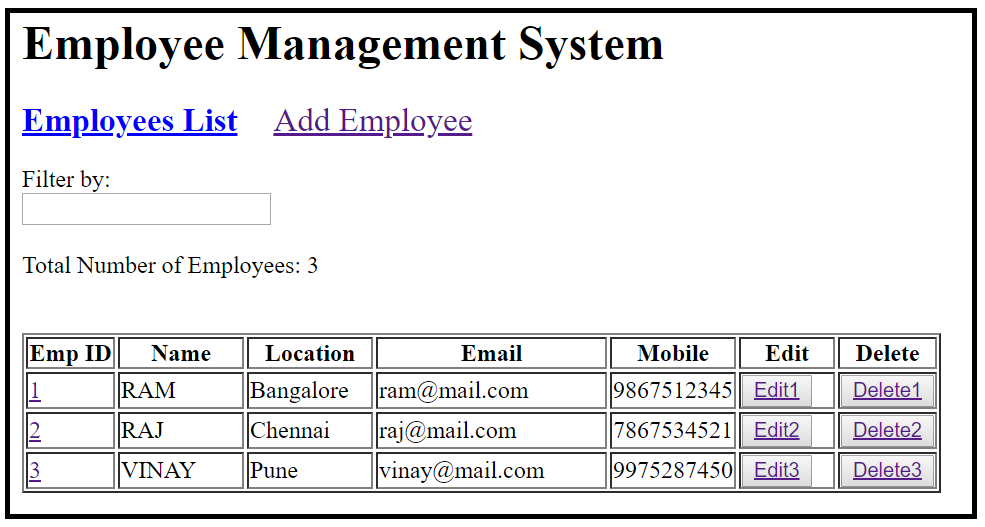 Employee Management System
Employees List Add Employee
Filter by:
Total Number of Employees: 3
Emp ID Name Location Email Mobile Edit Delete
1 RAM Bangalore ram@mail.com 9867512345 Edit1 Delete1
2 RAJ Chennai raj@mail.com 7867534521 Edit2 Delete2
3 VINAY Pune vinay@mail.com 9975287450 Edit3 Delete3